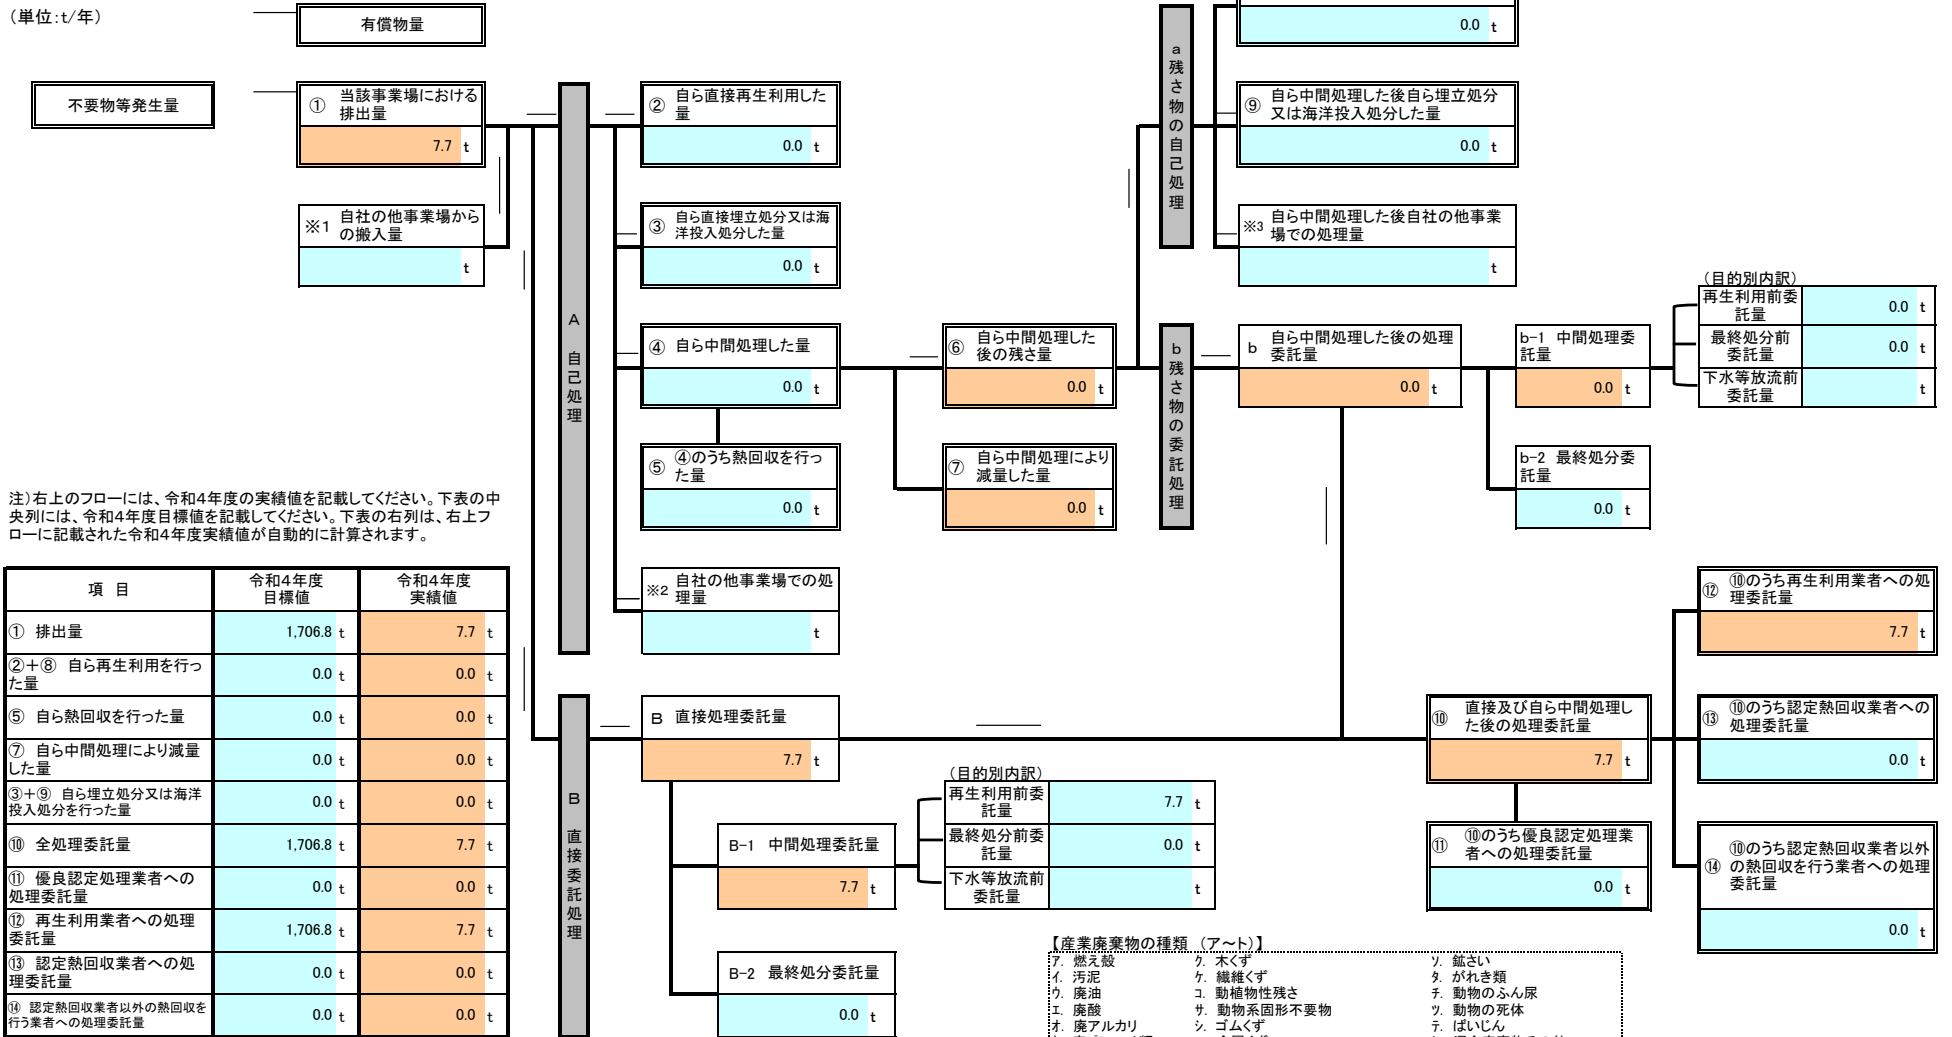 (単位:t/年)
有償物量
0.0 t
不要物等発生量
① 当該事業場における
排出量
7.7 t
※1 自社の他事業場から
の搬入量
t
A 自己処理
② 自ら直接再生利用した
量
0.0 t
③ 自ら直接埋立処分又は海
洋投入処分した量
0.0 t
④ 自ら中間処理した量
0.0 t
⑤ ④のうち熱回収を行っ
た量
0.0 t
※2 自社の他事業場での処
理量
t
⑥ 自ら中間処理した
後の残さ量
0.0 t
⑦ 自ら中間処理により
減量した量
0.0 t
a 残さ物の自己処理
⑨ 自ら中間処理した後自ら埋立処分
又は海洋投入処分した量
0.0 t
※3 自ら中間処理した後自社の他事業
場での処理量
t
b 残さ物の委託処理
b 自ら中間処理した後の処理
委託量
0.0 t
b-1 中間処理委
託量
0.0 t
b-2 最終処分委
託量
0.0 t
(目的別内訳)
再生利用前委
託量
0.0 t
最終処分前
委託量
0.0 t
下水等放流前
委託量
t
注)右上のフローには、令和4年度の実績値を記載してください。下表の中
央列には、令和4年度目標値を記載してください。下表の右列は、右上フ
ローに記載された令和4年度実績値が自動的に計算されます。
項 目 令和4年度
目標値 令和4年度
実績値
① 排出量 1,706.8 t 7.7 t
②+⑧ 自ら再生利用を行っ
た量 0.0 t 0.0 t
⑤ 自ら熱回収を行った量 0.0 t 0.0 t
⑦ 自ら中間処理により減量
した量 0.0 t 0.0 t
③+⑨ 自ら埋立処分又は海洋
投入処分を行った量 0.0 t 0.0 t
⑩ 全処理委託量 1,706.8 t 7.7 t
⑪ 優良認定処理業者への
処理委託量 0.0 t 0.0 t
⑫ 再生利用業者への処理
委託量 1,706.8 t 7.7 t
⑬ 認定熱回収業者への処
理委託量 0.0 t 0.0 t
⑭ 認定熱回収業者以外の熱回収を
行う業者への処理委託量 0.0 t 0.0 t
B 直接委託処理
B 直接処理委託量
7.7 t
B-1 中間処理委託量
7.7 t
B-2 最終処分委託量
0.0 t
(目的別内訳)
再生利用前委
託量
7.7 t
最終処分前委
託量
0.0 t
下水等放流前
委託量
t
⑩ 直接及び自ら中間処理し
た後の処理委託量
7.7 t
⑪ ⑩のうち優良認定処理業
者への処理委託量
0.0 t
⑫ ⑩のうち再生利用業者への処
理委託量
7.7 t
⑬ ⑩のうち認定熱回収業者への
処理委託量
0.0 t
⑭ ⑩のうち認定熱回収業者以外
の熱回収を行う業者への処理
委託量
0.0 t
【産業廃棄物の種類 (ア~ト)】
ア. 燃え殻 ク. 木くず ソ. 鉱さい
イ. 汚泥 ケ. 繊維くず タ. がれき類
ウ. 廃油 コ. 動植物性残さ チ. 動物のふん尿
エ. 廃酸 サ. 動物系固形不要物 ツ. 動物の死体
オ. 廃アルカリ シ. ゴムくず テ. ばいじん